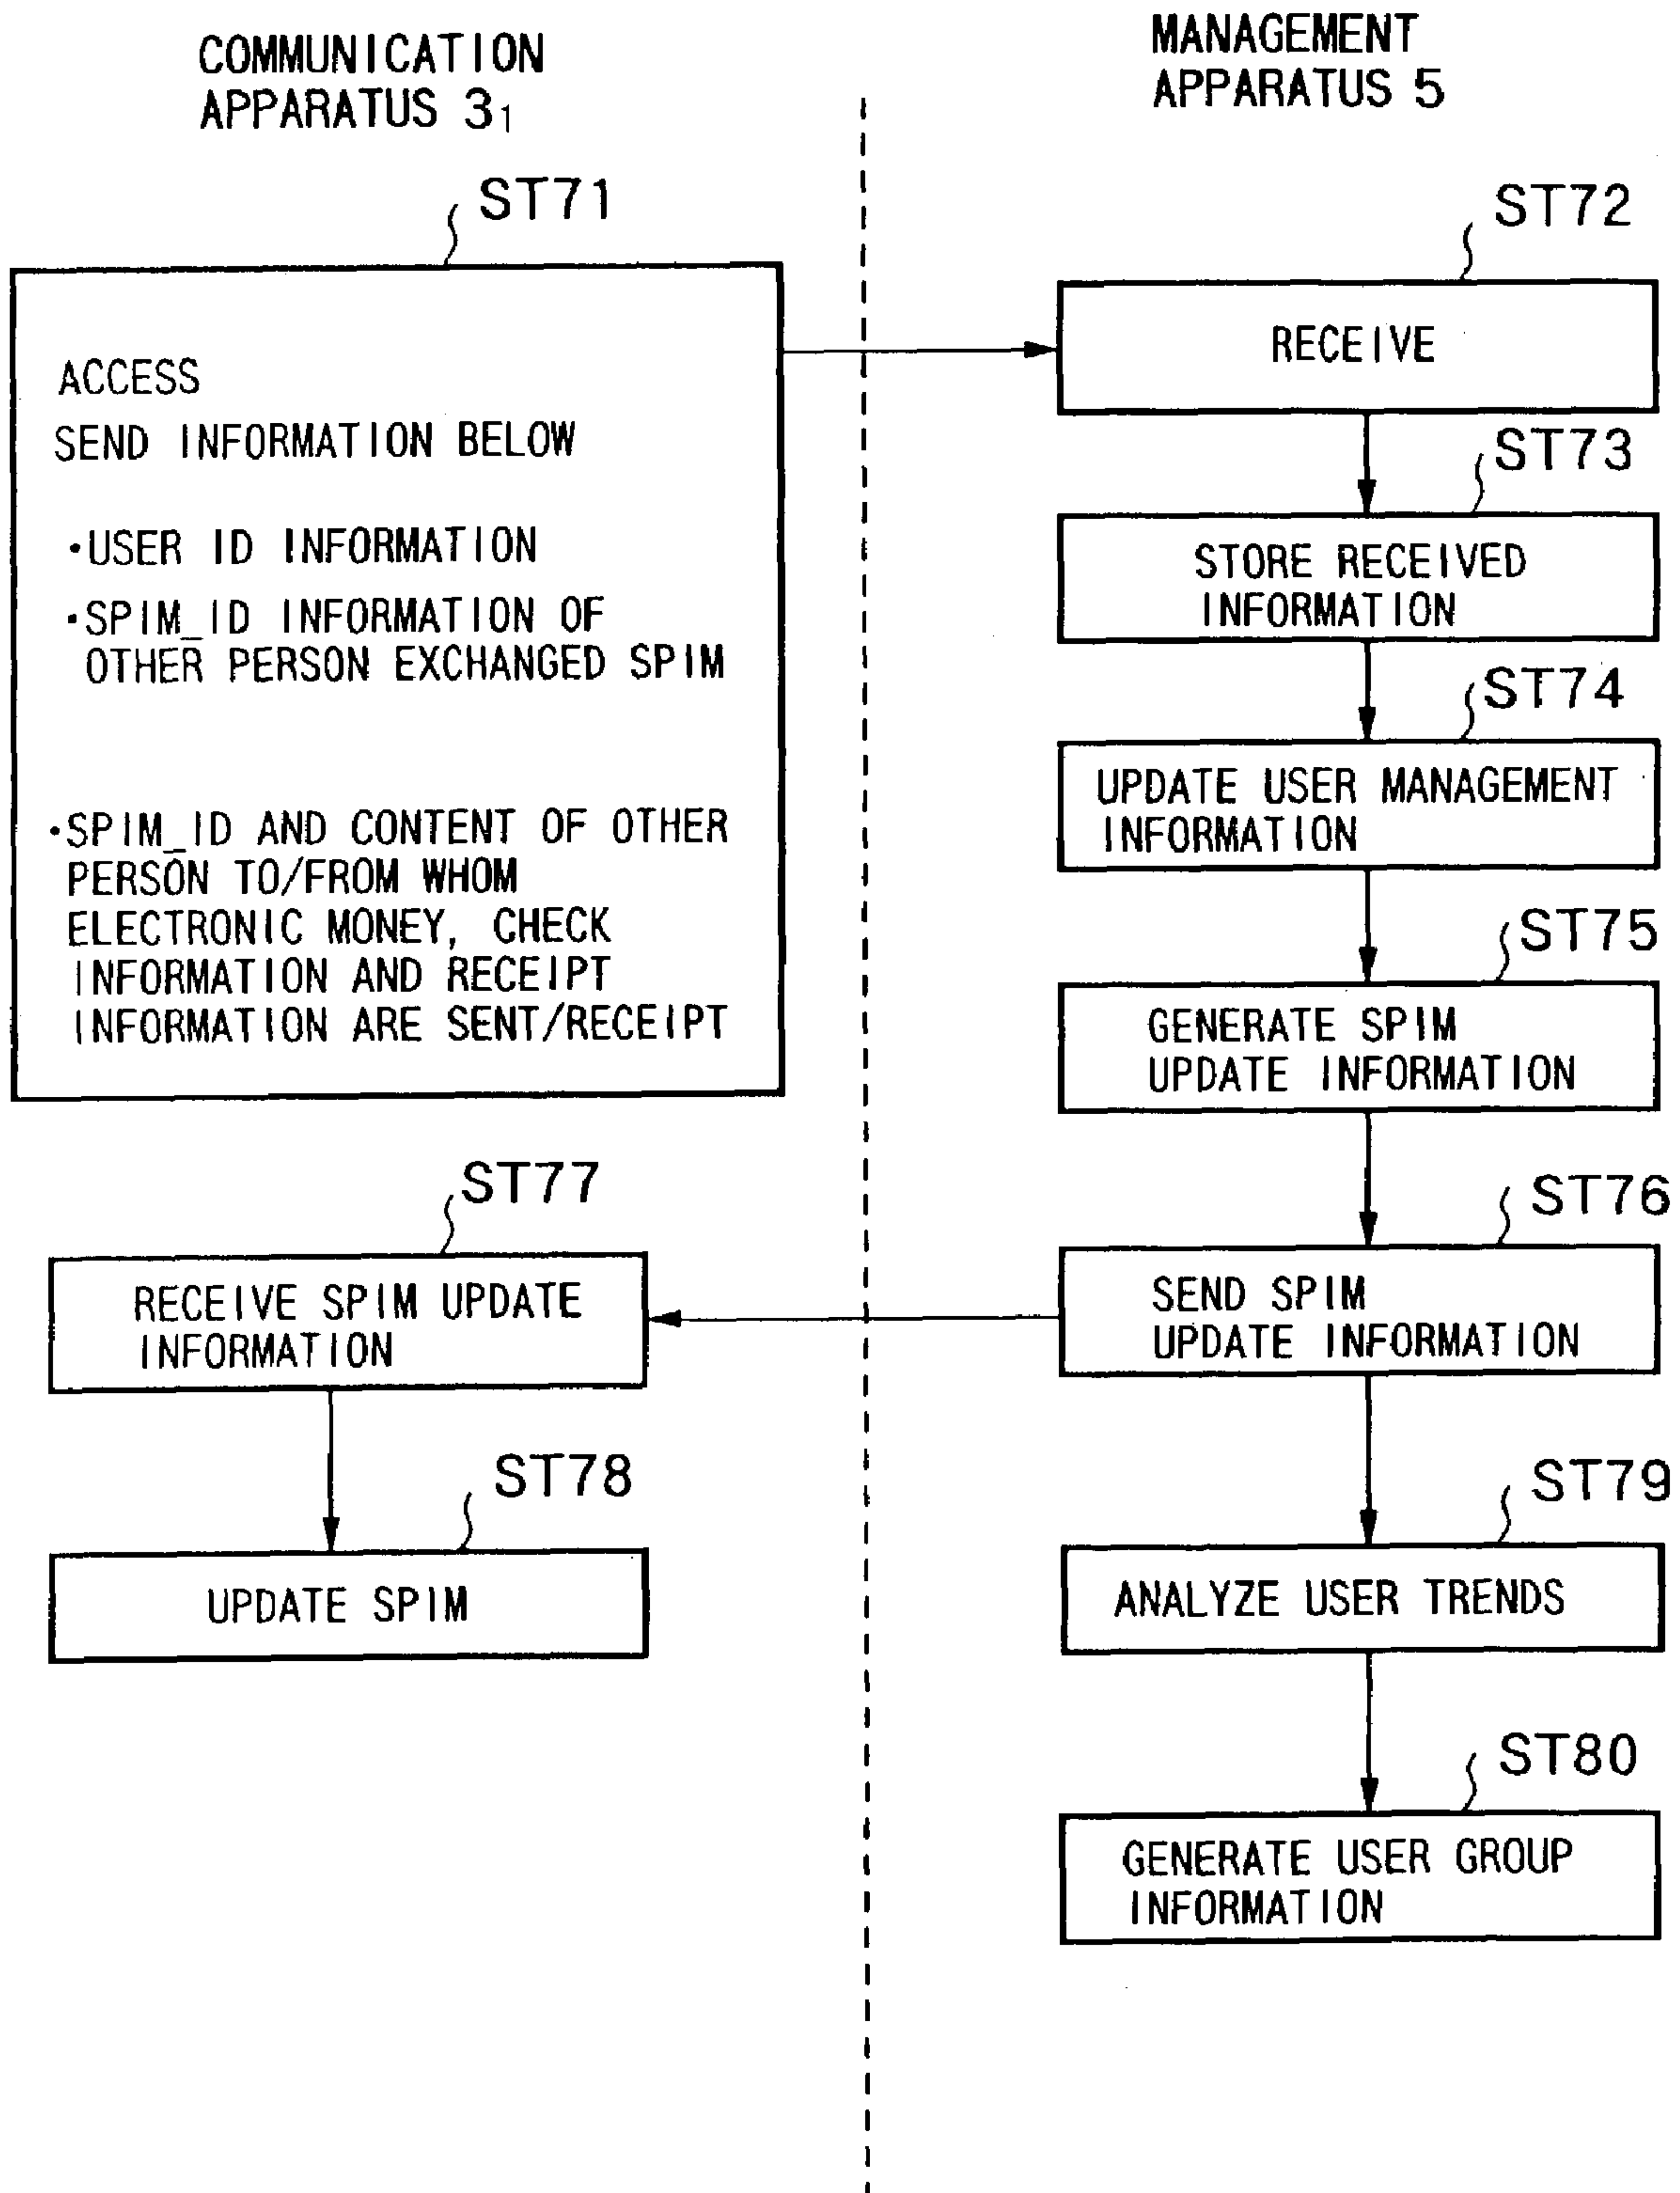 COMMUNICATION
APPARATUS 3₁
MANAGEMENT
APPARATUS 5
ST71
ACCESS
SEND INFORMATION BELOW
・USER ID INFORMATION
・SPIM_ID INFORMATION OF
OTHER PERSON EXCHANGED SPIM
・SPIM_ID AND CONTENT OF OTHER
PERSON TO/FROM WHOM
ELECTRONIC MONEY, CHECK
INFORMATION AND RECEIPT
INFORMATION ARE SENT/RECEIPT
ST72
RECEIVE
ST73
STORE RECEIVED
INFORMATION
ST74
UPDATE USER MANAGEMENT
INFORMATION
ST75
GENERATE SPIM
UPDATE INFORMATION
ST76
SEND SPIM
UPDATE INFORMATION
ST77
RECEIVE SPIM UPDATE
INFORMATION
ST78
UPDATE SPIM
ST79
ANALYZE USER TRENDS
ST80
GENERATE USER GROUP
INFORMATION